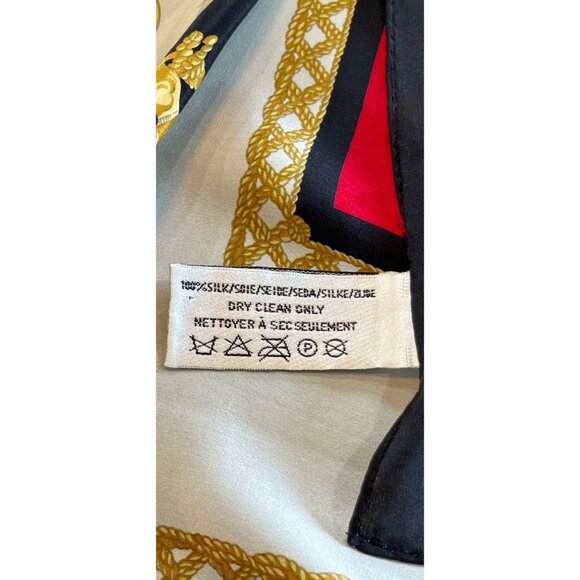 100%SILK/SOIE/SEIDE/SEDA/SILKE/ZIJDE
DRY CLEAN ONLY
NETTOYER À SEC SEULEMENT
P